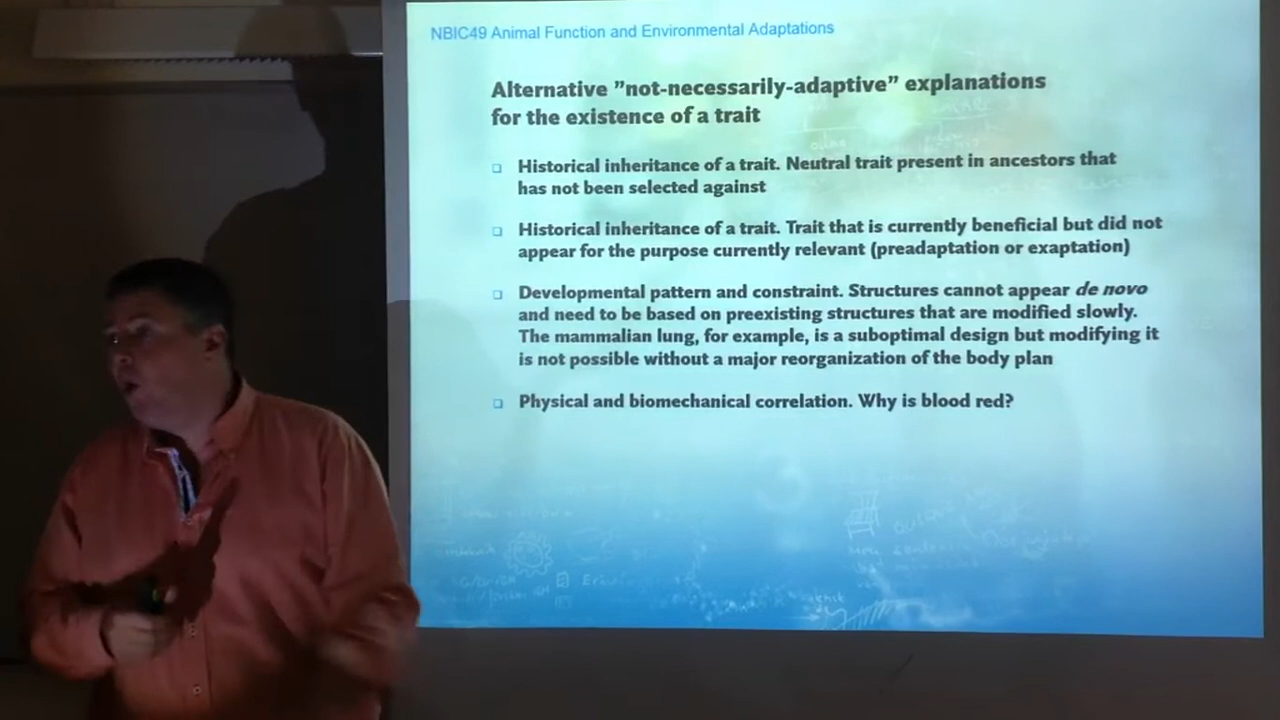 NBIC49 Animal Function and Environmental Adaptations
Alternative ”not-necessarily-adaptive” explanations
for the existence of a trait
Historical inheritance of a trait. Neutral trait present in ancestors that
has not been selected against
Historical inheritance of a trait. Trait that is currently beneficial but did not
appear for the purpose currently relevant (preadaptation or exaptation)
Developmental pattern and constraint. Structures cannot appear de novo
and need to be based on preexisting structures that are modified slowly.
The mammalian lung, for example, is a suboptimal design but modifying it
is not possible without a major reorganization of the body plan
Physical and biomechanical correlation. Why is blood red?